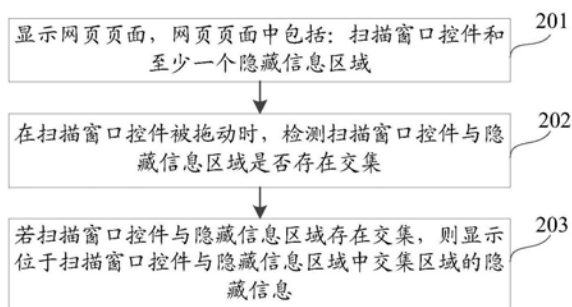 显示网页页面，网页页面中包括：扫描窗口控件和
至少一个隐藏信息区域
201
在扫描窗口控件被拖动时，检测扫描窗口控件与隐
藏信息区域是否存在交集
202
若扫描窗口控件与隐藏信息区域存在交集，则显示
位于扫描窗口控件与隐藏信息区域中交集区域的隐
藏信息
203